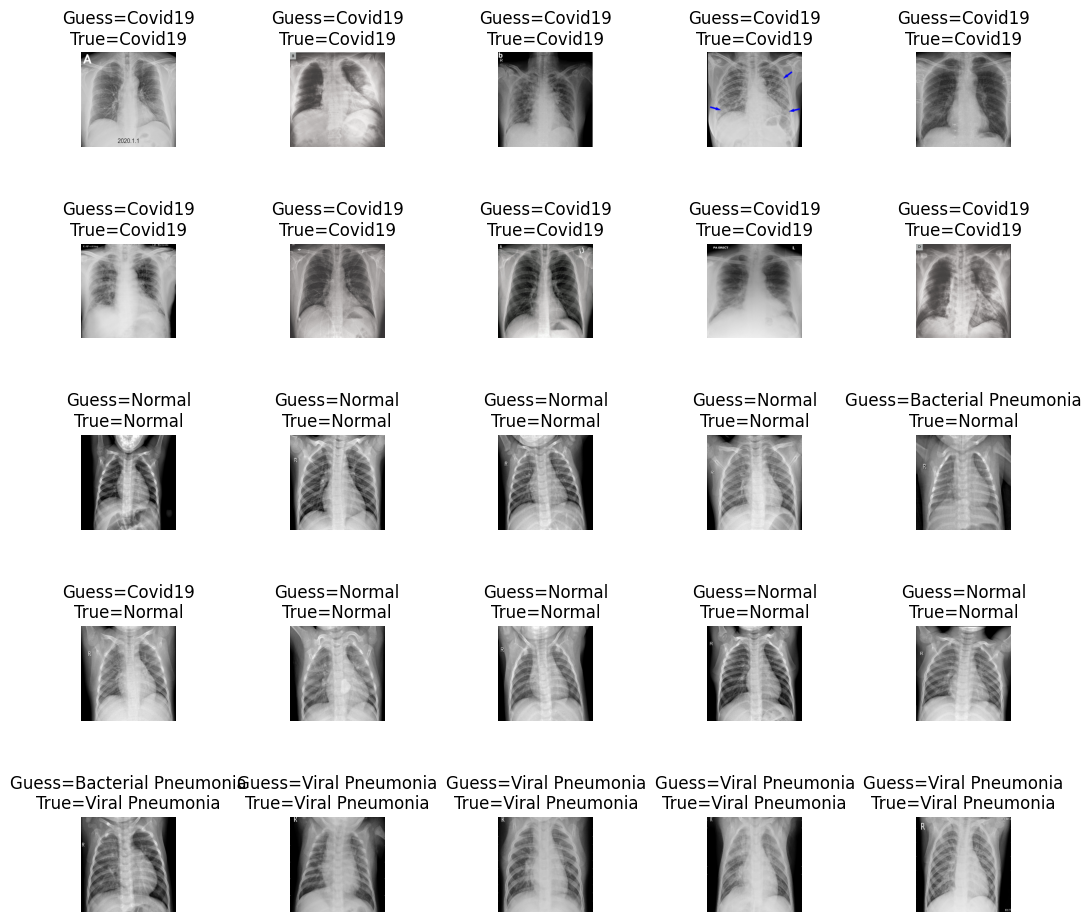 Guess=Covid19 Guess=Covid19 Guess=Covid19 Guess=Covid19 Guess=Covid19
True=Covid19 True=Covid19 True=Covid19 True=Covid19 True=Covid19
A
b
2020.1.1
Guess=Covid19 Guess=Covid19 Guess=Covid19 Guess=Covid19 Guess=Covid19
True=Covid19 True=Covid19 True=Covid19 True=Covid19 True=Covid19
L
Guess=Normal Guess=Normal Guess=Normal Guess=Normal Guess=Bacterial Pneumonia
True=Normal True=Normal True=Normal True=Normal True=Normal
Guess=Covid19 Guess=Normal Guess=Normal Guess=Normal Guess=Normal
True=Normal True=Normal True=Normal True=Normal True=Normal
Guess=Bacterial Pneumonia Guess=Viral Pneumonia Guess=Viral Pneumonia Guess=Viral Pneumonia Guess=Viral Pneumonia
True=Viral Pneumonia True=Viral Pneumonia True=Viral Pneumonia True=Viral Pneumonia True=Viral Pneumonia
R